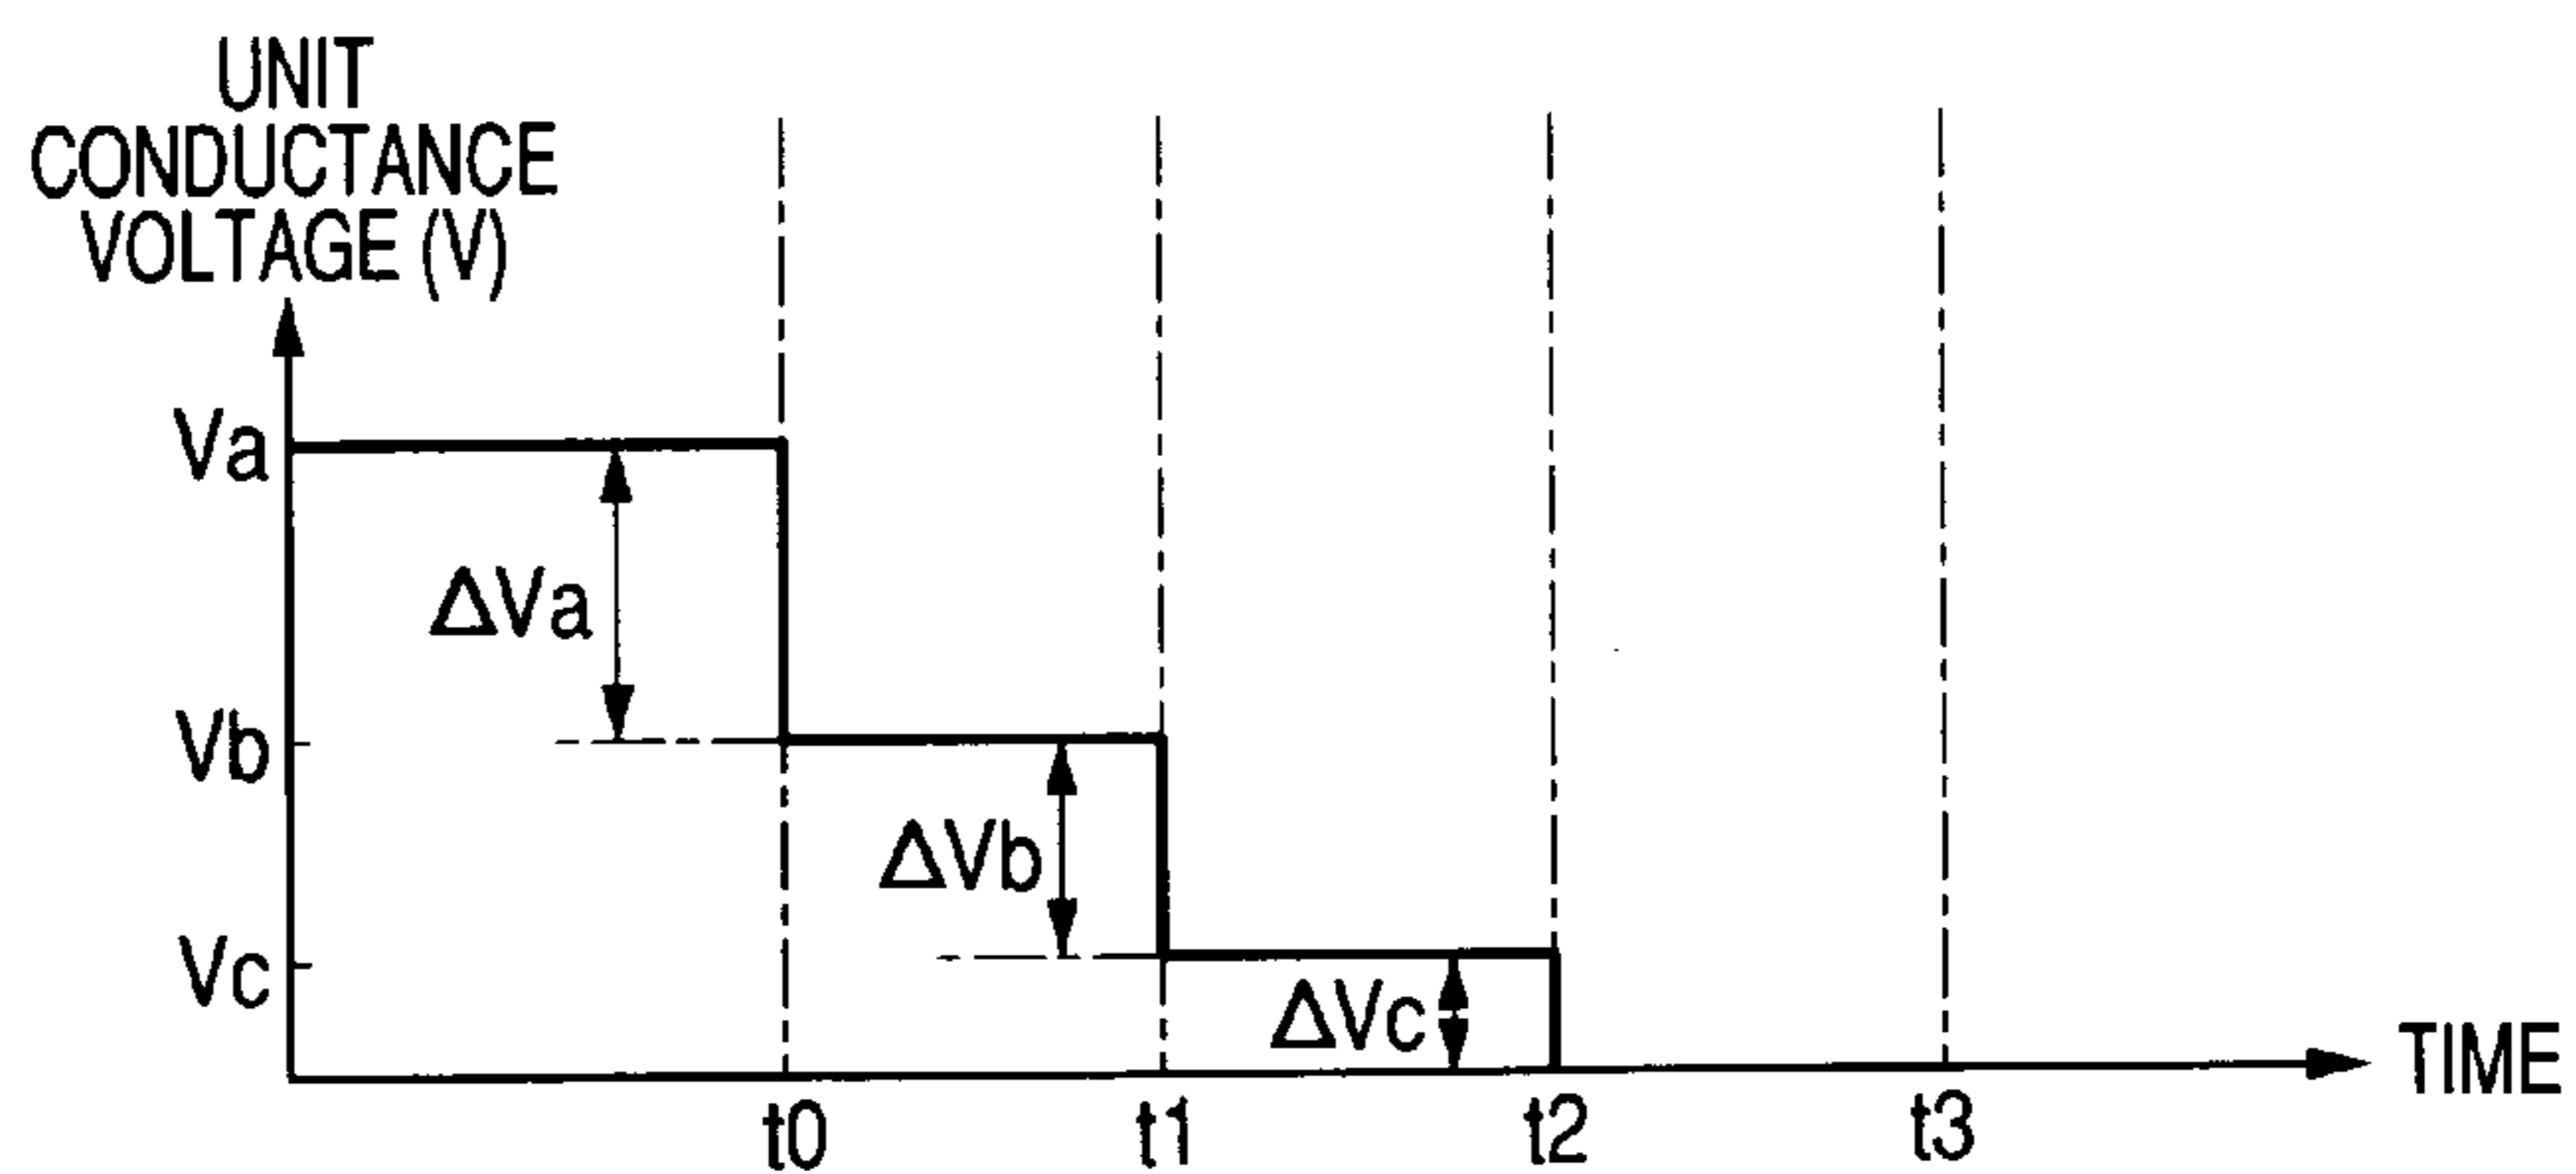 UNIT
CONDUCTANCE
VOLTAGE (V)
Va
ΔVa
Vb
ΔVb
Vc
ΔVc
TIME
t0 t1 t2 t3